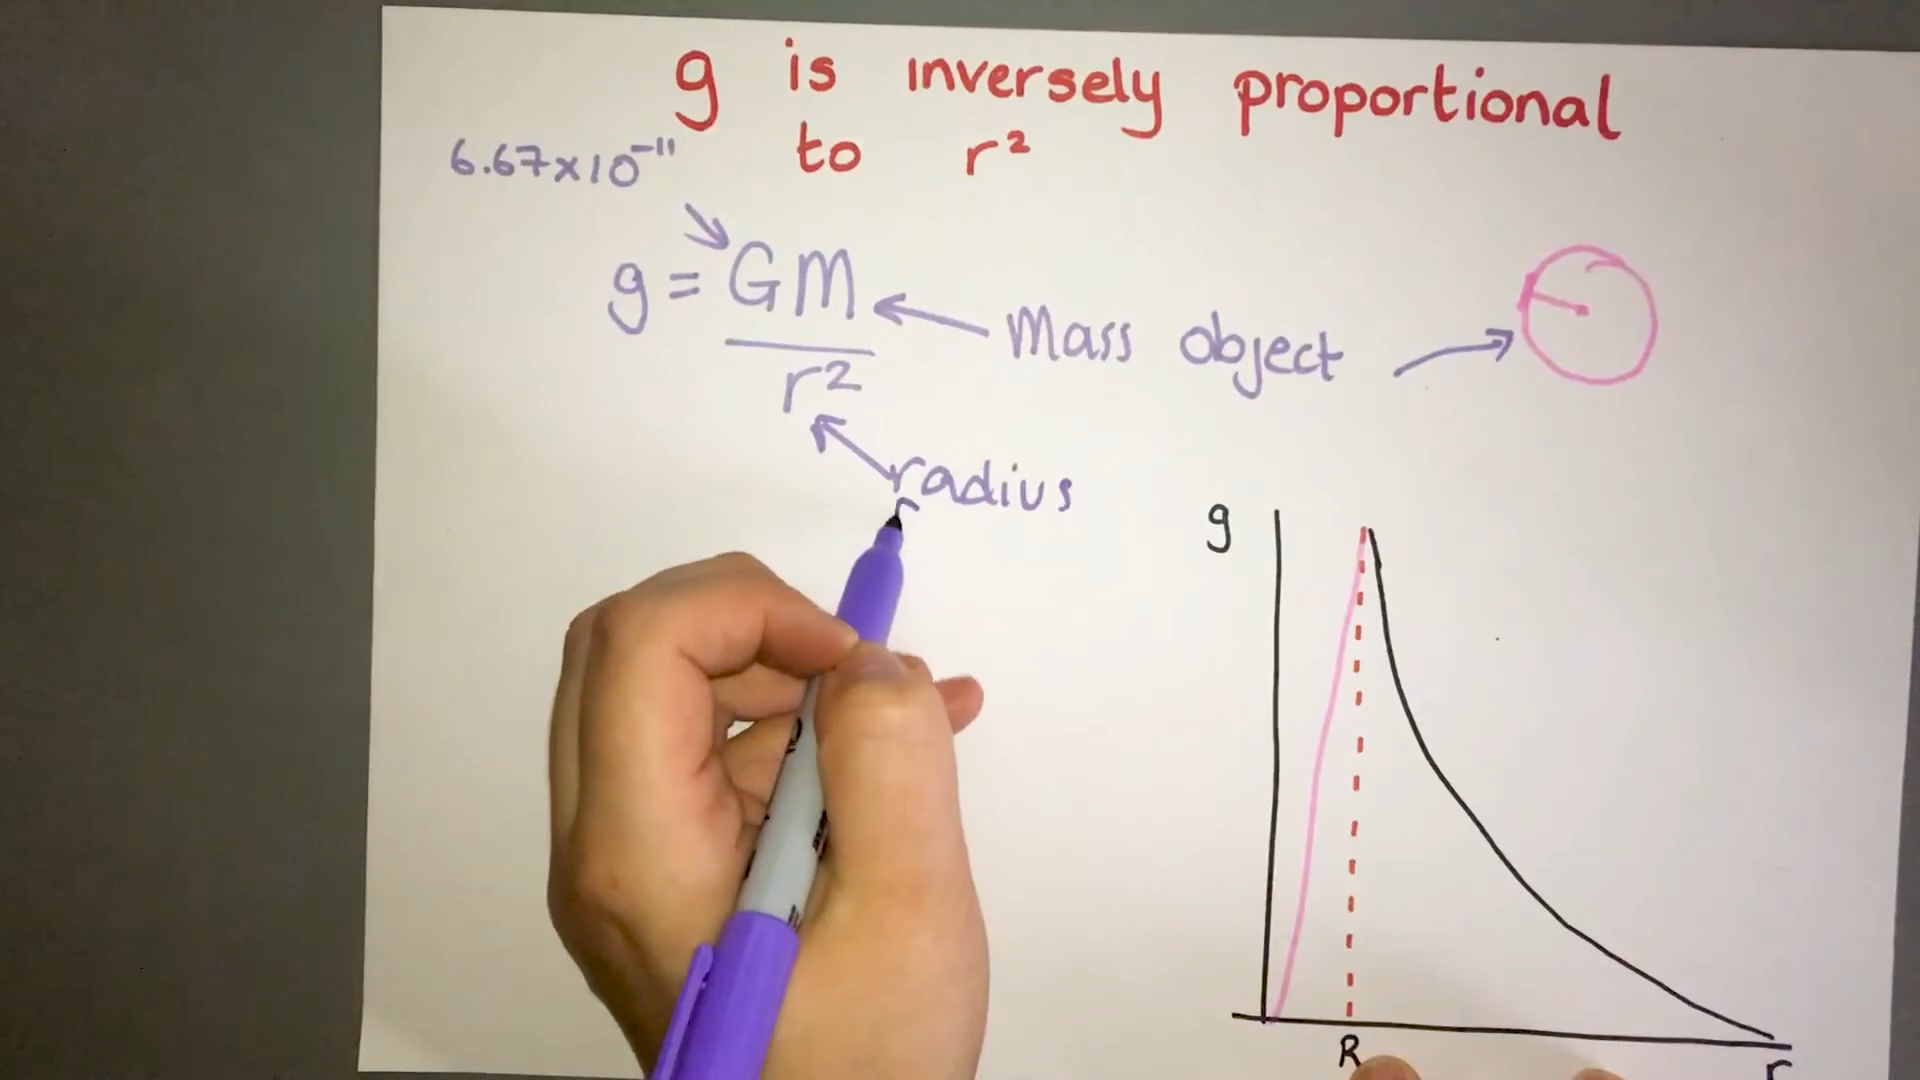 g is inversely proportional
to r²
6.67x10⁻¹¹
g = GM
r²
Mass object
radius
r
g
R
r